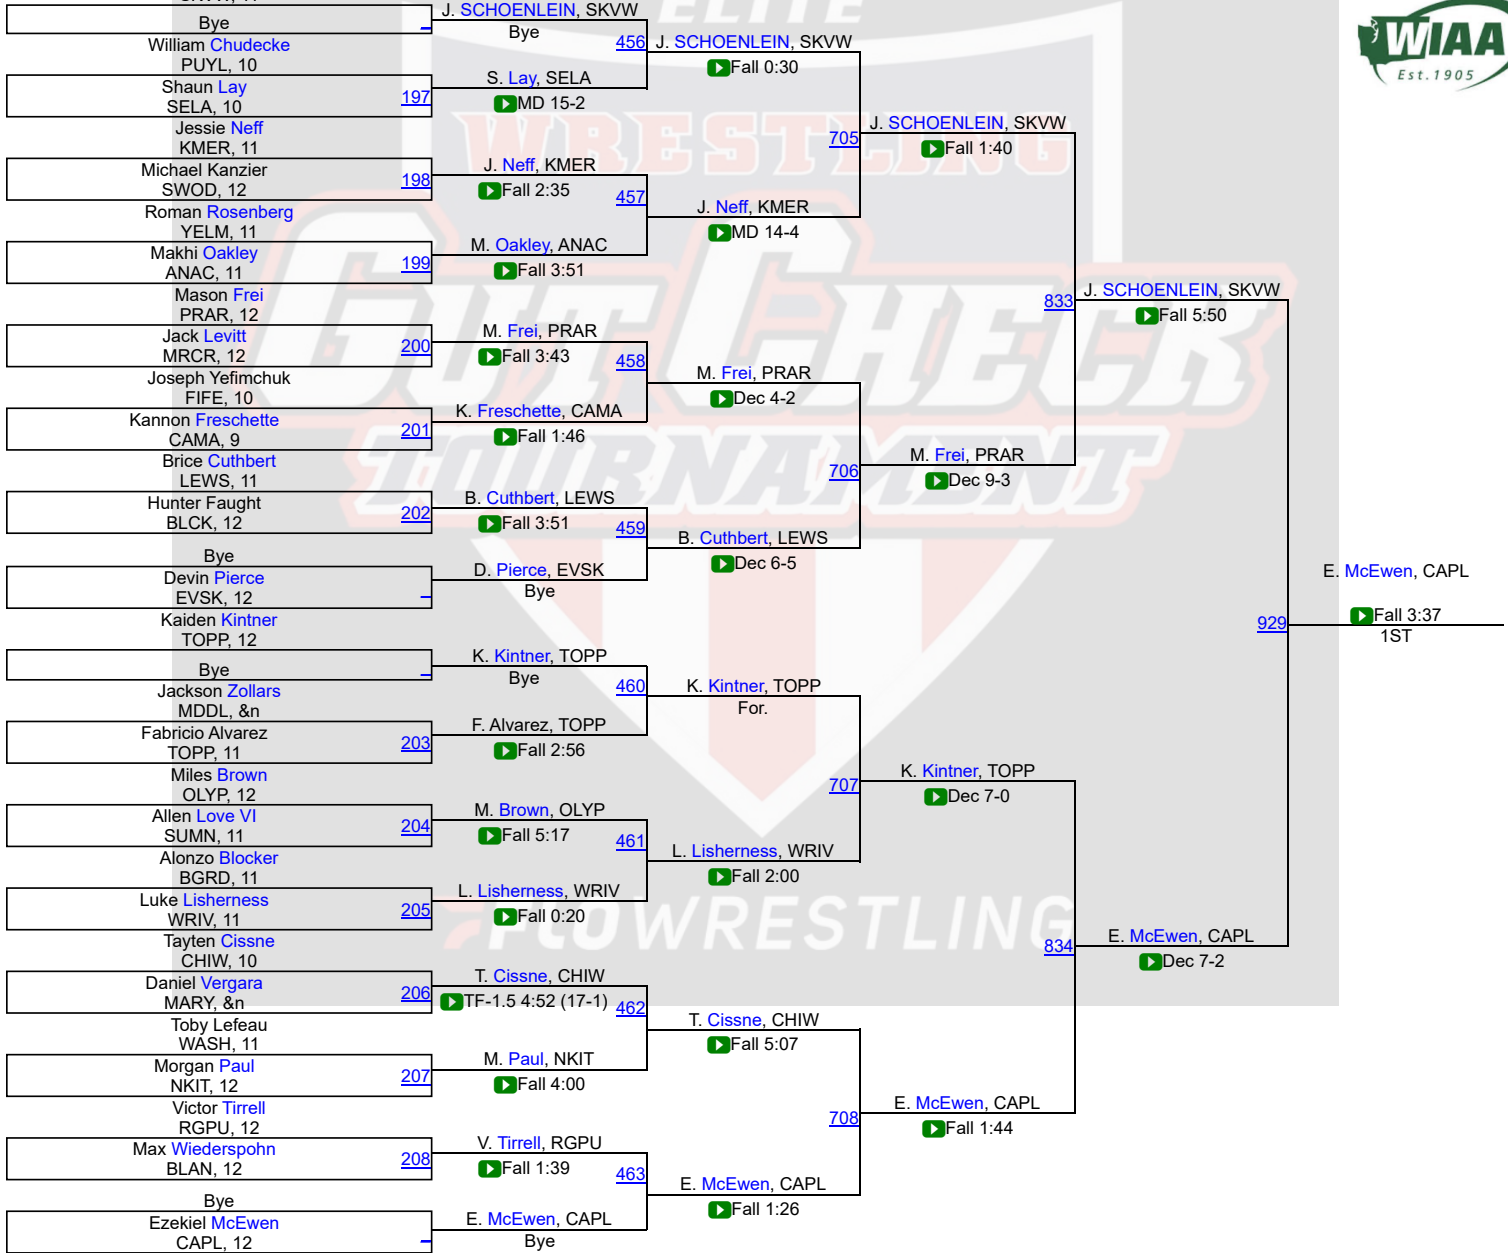 Bye
William Chudecke
PUYL, 10
Shaun Lay
SELA, 10
197
Jessie Neff
KMER, 11
Michael Kanzier
SWOD, 12
198
Roman Rosenberg
YELM, 11
Makhi Oakley
ANAC, 11
199
Mason Frei
PRAR, 12
Jack Levitt
MRCR, 12
200
Joseph Yefimchuk
FIFE, 10
Kannon Freschette
CAMA, 9
201
Brice Cuthbert
LEWS, 11
Hunter Faught
BLCK, 12
202
Bye
Devin Pierce
EVSK, 12
Kaiden Kintner
TOPP, 12
Bye
Jackson Zollars
MDDL, &n
Fabricio Alvarez
TOPP, 11
203
Miles Brown
OLYP, 12
Allen Love VI
SUMN, 11
204
Alonzo Blocker
BGRD, 11
Luke Lisherness
WRIV, 11
205
Tayten Cissne
CHIW, 10
Daniel Vergara
MARY, &n
206
Toby Lefeau
WASH, 11
Morgan Paul
NKIT, 12
207
Victor Tirrell
RGPU, 12
Max Wiederspohn
BLAN, 12
208
Bye
Ezekiel McEwen
CAPL, 12
J. SCHOENLEIN, SKVW
Bye
456
S. Lay, SELA
MD 15-2
J. Neff, KMER
Fall 2:35
457
M. Oakley, ANAC
Fall 3:51
M. Frei, PRAR
Fall 3:43
458
K. Freschette, CAMA
Fall 1:46
B. Cuthbert, LEWS
Fall 3:51
459
D. Pierce, EVSK
Bye
K. Kintner, TOPP
Bye
460
F. Alvarez, TOPP
Fall 2:56
M. Brown, OLYP
Fall 5:17
461
L. Lisherness, WRIV
Fall 0:20
T. Cissne, CHIW
TF-1.5 4:52 (17-1)
462
M. Paul, NKIT
Fall 4:00
V. Tirrell, RGPU
Fall 1:39
463
E. McEwen, CAPL
Bye
J. SCHOENLEIN, SKVW
Fall 0:30
705
J. Neff, KMER
MD 14-4
M. Frei, PRAR
Dec 4-2
706
B. Cuthbert, LEWS
Dec 6-5
K. Kintner, TOPP
For.
707
L. Lisherness, WRIV
Fall 2:00
T. Cissne, CHIW
Fall 5:07
708
E. McEwen, CAPL
Fall 1:26
J. SCHOENLEIN, SKVW
Fall 1:40
833
M. Frei, PRAR
Dec 9-3
K. Kintner, TOPP
Dec 7-0
834
E. McEwen, CAPL
Fall 1:44
J. SCHOENLEIN, SKVW
Fall 5:50
929
E. McEwen, CAPL
Dec 7-2
E. McEwen, CAPL
Fall 3:37
1ST
WIAA
Est. 1905
ELITE
WRESTLING
GUT CHECK
TOURNAMENT
FLOWRESTLING